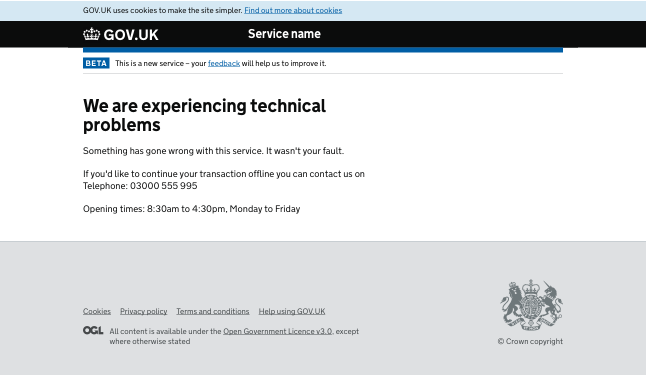 GOV.UK uses cookies to make the site simpler. Find out more about cookies
GOV.UK Service name
BETA This is a new service – your feedback will help us to improve it.
We are experiencing technical
problems
Something has gone wrong with this service. It wasn't your fault.
If you'd like to continue your transaction offline you can contact us on
Telephone: 03000 555 995
Opening times: 8:30am to 4:30pm, Monday to Friday
Cookies Privacy policy Terms and conditions Help using GOV.UK
OGL All content is available under the Open Government Licence v3.0, except
where otherwise stated
© Crown copyright